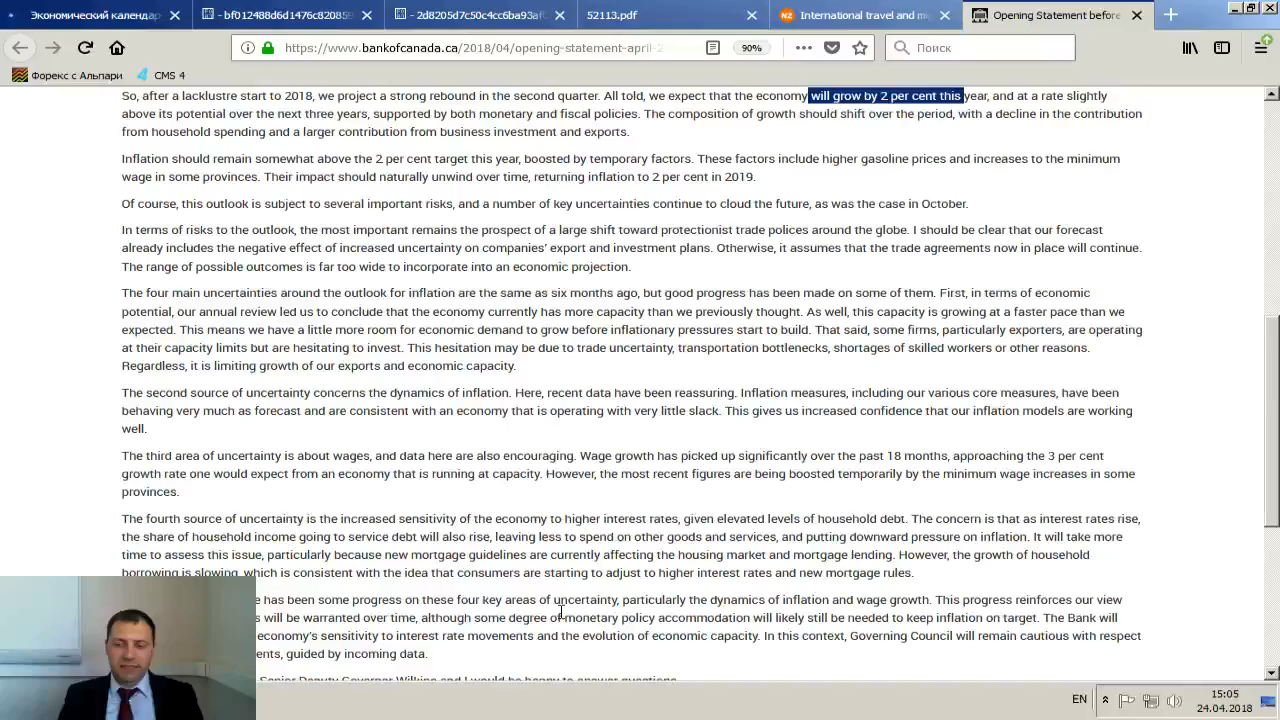 Экономический календар
- bf012488d6d1476c82085
- 2d8205d7c50c4cc6ba93af
52113.pdf
International travel and mi
Opening Statement before
https://www.bankofcanada.ca/2018/04/opening-statement-april-2
90%
Поиск
Форекс с Альпари
CMS 4
So, after a lacklustre start to 2018, we project a strong rebound in the second quarter. All told, we expect that the economy will grow by 2 per cent this year, and at a rate slightly
above its potential over the next three years, supported by both monetary and fiscal policies. The composition of growth should shift over the period, with a decline in the contribution
from household spending and a larger contribution from business investment and exports.
Inflation should remain somewhat above the 2 per cent target this year, boosted by temporary factors. These factors include higher gasoline prices and increases to the minimum
wage in some provinces. Their impact should naturally unwind over time, returning inflation to 2 per cent in 2019.
Of course, this outlook is subject to several important risks, and a number of key uncertainties continue to cloud the future, as was the case in October.
In terms of risks to the outlook, the most important remains the prospect of a large shift toward protectionist trade polices around the globe. I should be clear that our forecast
already includes the negative effect of increased uncertainty on companies' export and investment plans. Otherwise, it assumes that the trade agreements now in place will continue.
The range of possible outcomes is far too wide to incorporate into an economic projection.
The four main uncertainties around the outlook for inflation are the same as six months ago, but good progress has been made on some of them. First, in terms of economic
potential, our annual review led us to conclude that the economy currently has more capacity than we previously thought. As well, this capacity is growing at a faster pace than we
expected. This means we have a little more room for economic demand to grow before inflationary pressures start to build. That said, some firms, particularly exporters, are operating
at their capacity limits but are hesitating to invest. This hesitation may be due to trade uncertainty, transportation bottlenecks, shortages of skilled workers or other reasons.
Regardless, it is limiting growth of our exports and economic capacity.
The second source of uncertainty concerns the dynamics of inflation. Here, recent data have been reassuring. Inflation measures, including our various core measures, have been
behaving very much as forecast and are consistent with an economy that is operating with very little slack. This gives us increased confidence that our inflation models are working
well.
The third area of uncertainty is about wages, and data here are also encouraging. Wage growth has picked up significantly over the past 18 months, approaching the 3 per cent
growth rate one would expect from an economy that is running at capacity. However, the most recent figures are being boosted temporarily by the minimum wage increases in some
provinces.
The fourth source of uncertainty is the increased sensitivity of the economy to higher interest rates, given elevated levels of household debt. The concern is that as interest rates rise,
the share of household income going to service debt will also rise, leaving less to spend on other goods and services, and putting downward pressure on inflation. It will take more
time to assess this issue, particularly because new mortgage guidelines are currently affecting the housing market and mortgage lending. However, the growth of household
borrowing is slowing, which is consistent with the idea that consumers are starting to adjust to higher interest rates and new mortgage rules.
e has been some progress on these four key areas of uncertainty, particularly the dynamics of inflation and wage growth. This progress reinforces our view
s will be warranted over time, although some degree of monetary policy accommodation will likely still be needed to keep inflation on target. The Bank will
economy's sensitivity to interest rate movements and the evolution of economic capacity. In this context, Governing Council will remain cautious with respect
ents, guided by incoming data.
Senior Deputy Governor Wilkins and I would be happy to answer questions.
EN
15:05
24.04.2018